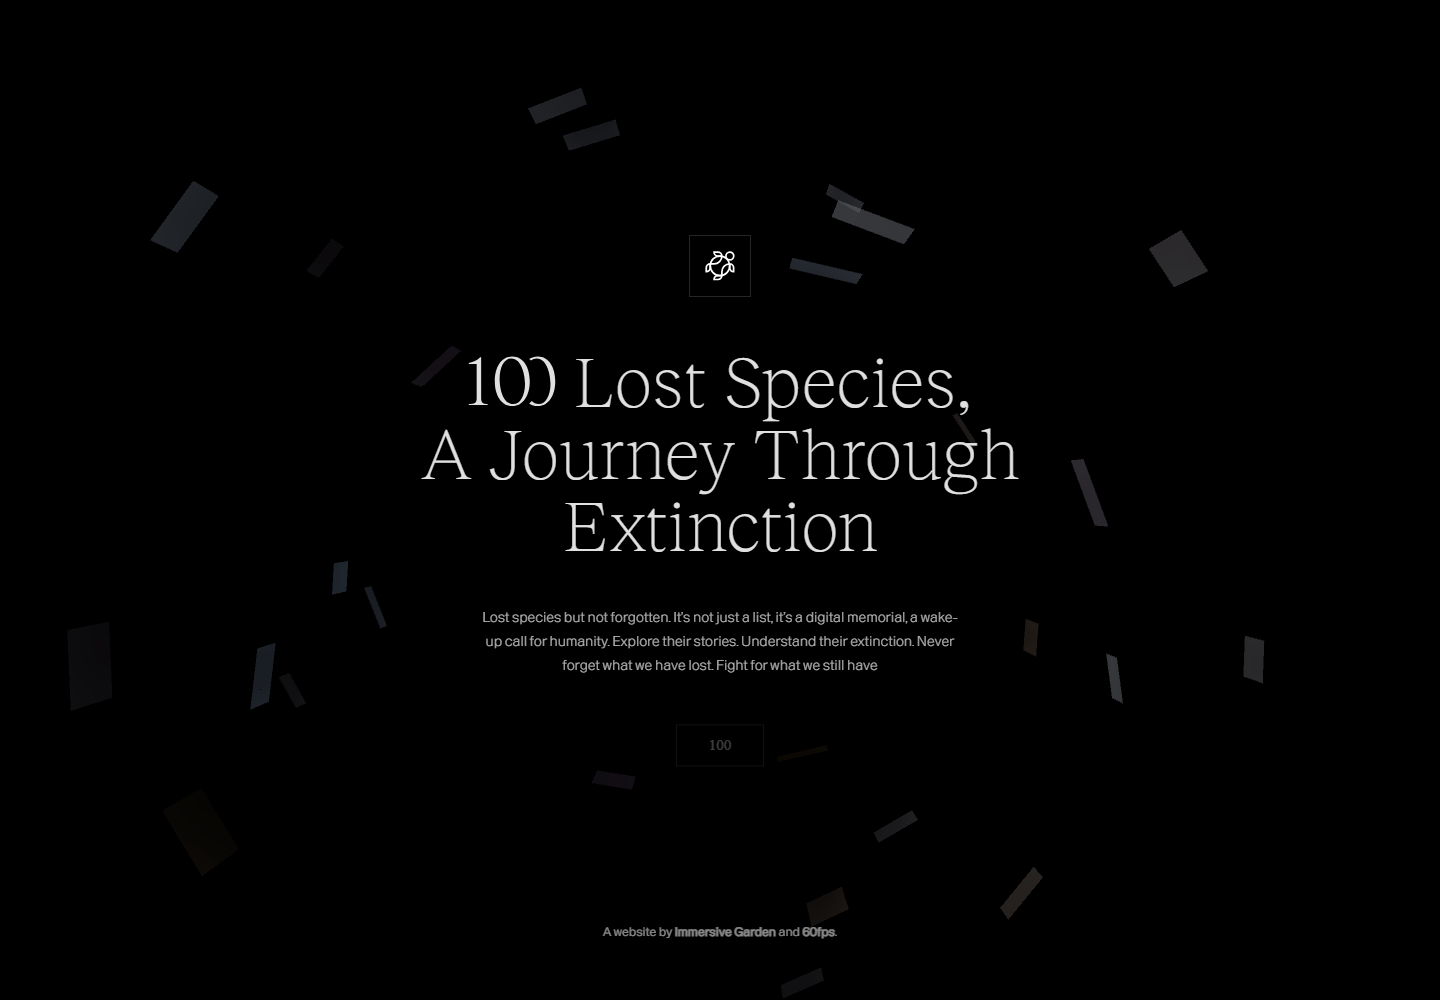 100 Lost Species,
A Journey Through
Extinction
Lost species but not forgotten. It's not just a list, it's a digital memorial, a wake-
up call for humanity. Explore their stories. Understand their extinction. Never
forget what we have lost. Fight for what we still have
100
A website by Immersive Garden and 60fps.